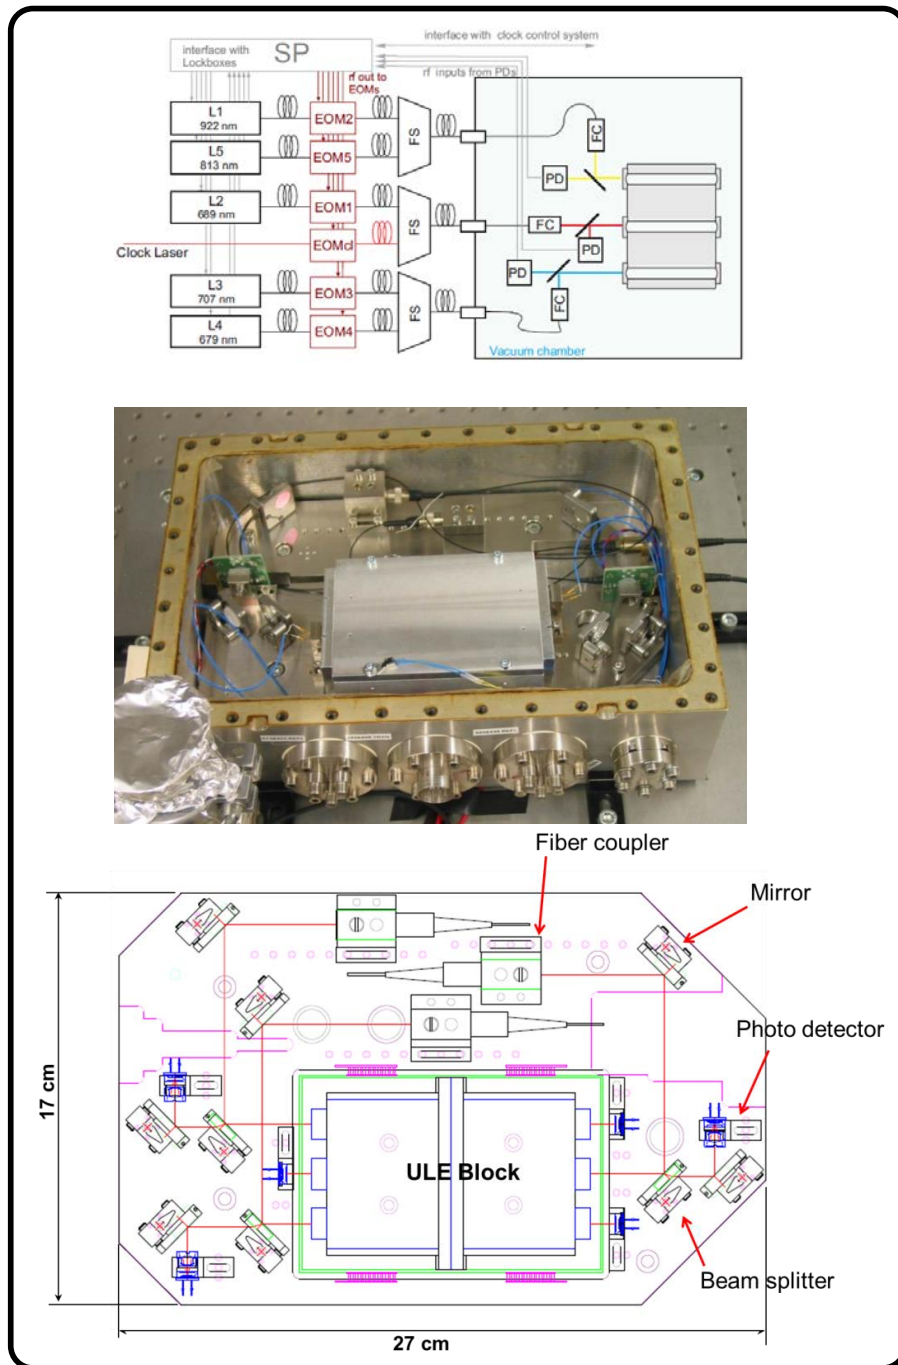 interface with clock control system
interface with
Lockboxes
SP
rf inputs from PDs
rf out to
EOMs
L1
922 nm
EOM2
FS
FC
L5
813 nm
EOM5
PD
L2
689 nm
EOM1
FS
FC
EOMcl
PD
Clock Laser
PD
L3
707 nm
EOM3
FS
FC
L4
679 nm
EOM4
Vacuum chamber
Fiber coupler
Mirror
Photo detector
17 cm
ULE Block
Beam splitter
27 cm